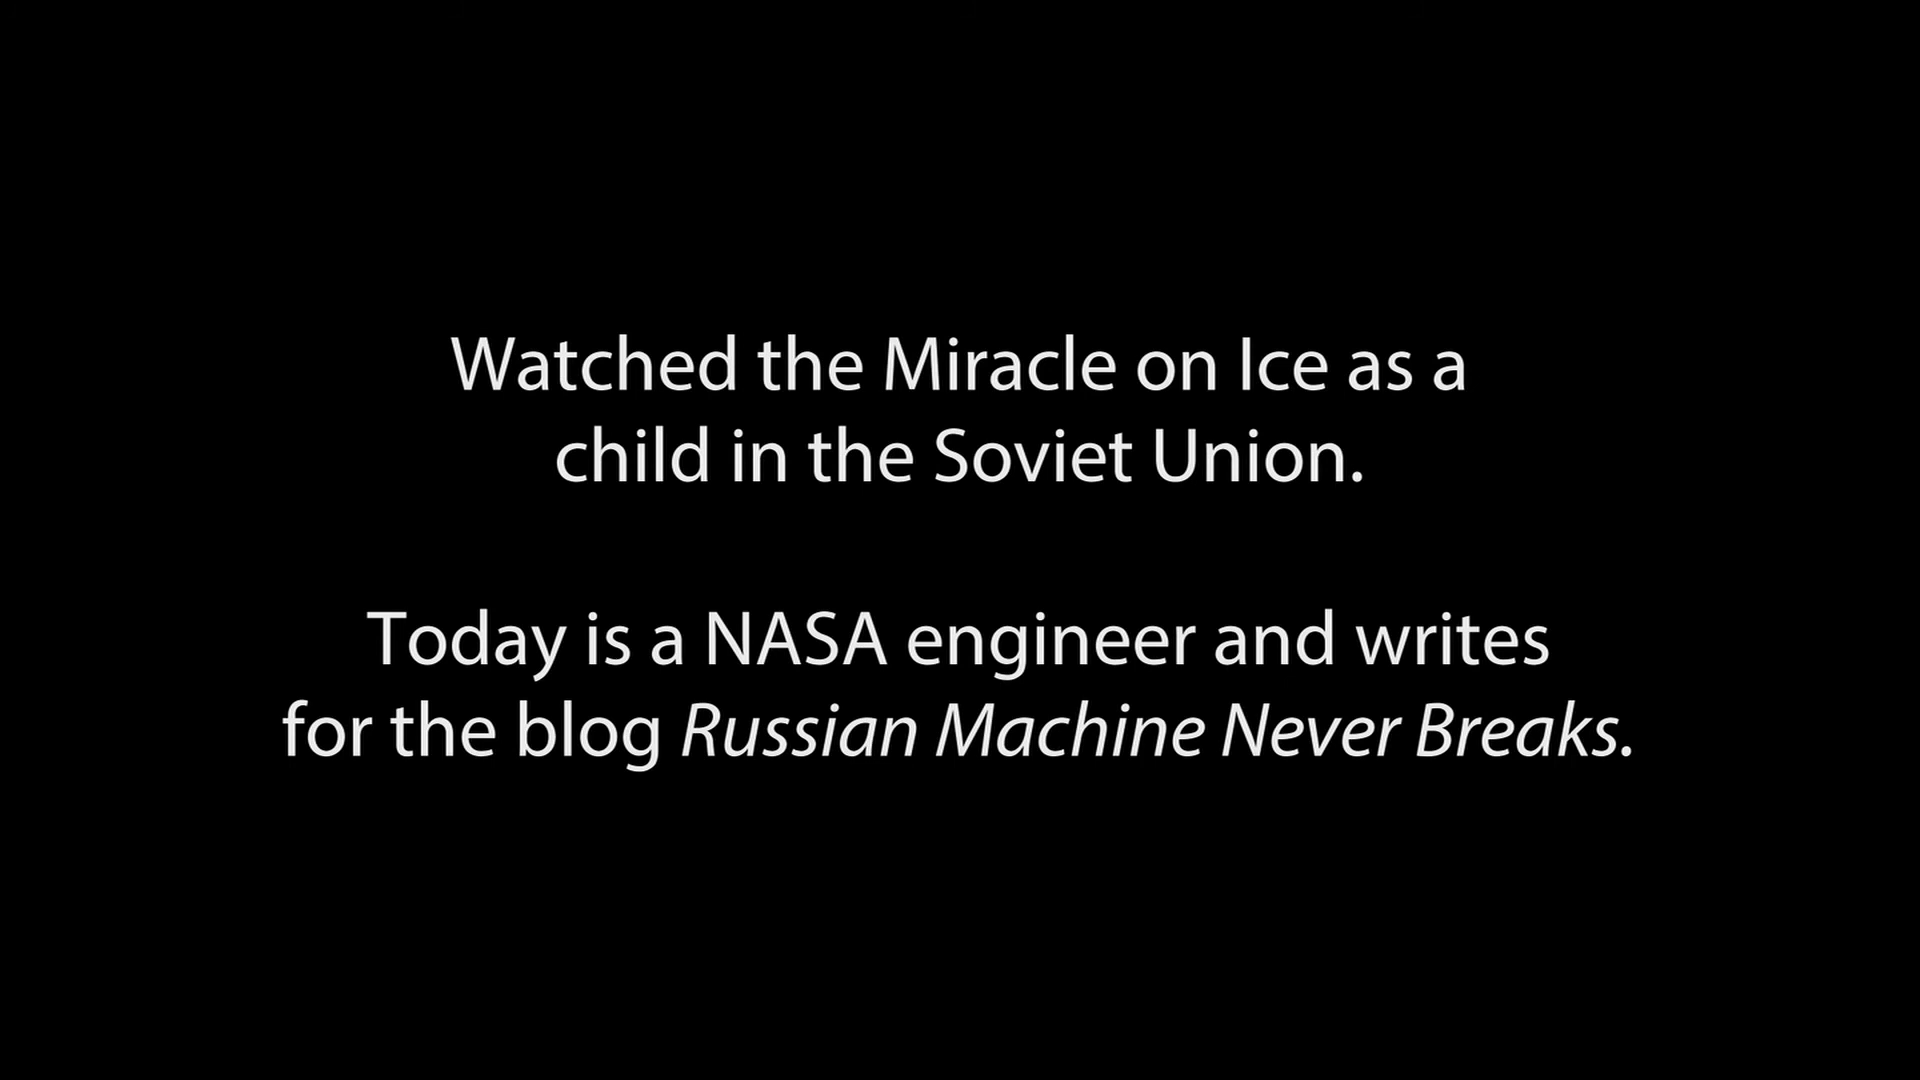 Watched the Miracle on Ice as a
child in the Soviet Union.
Today is a NASA engineer and writes
for the blog Russian Machine Never Breaks.